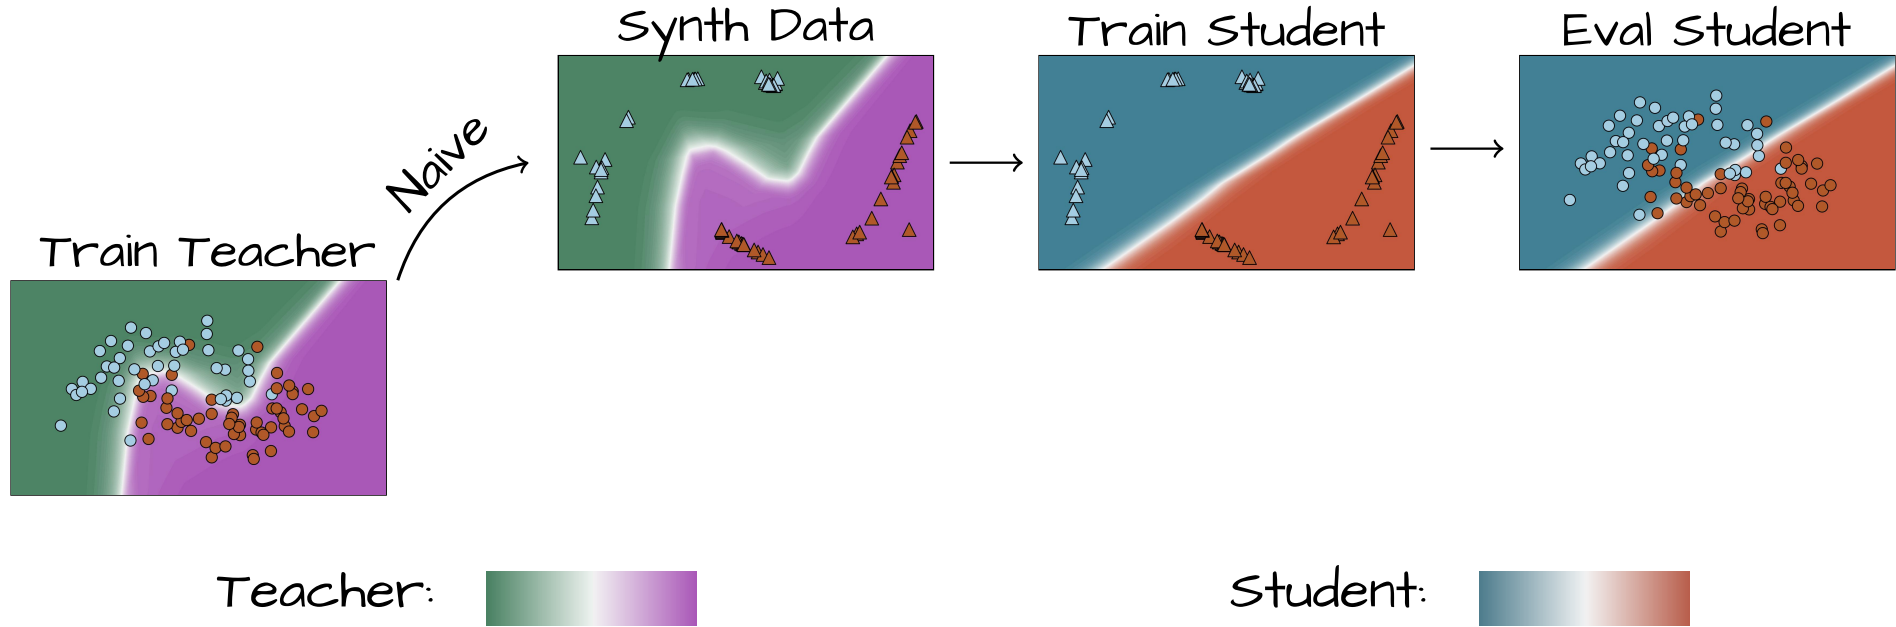 Synth Data
Train Student
Eval Student
Naive
Train Teacher
Teacher:
Student: